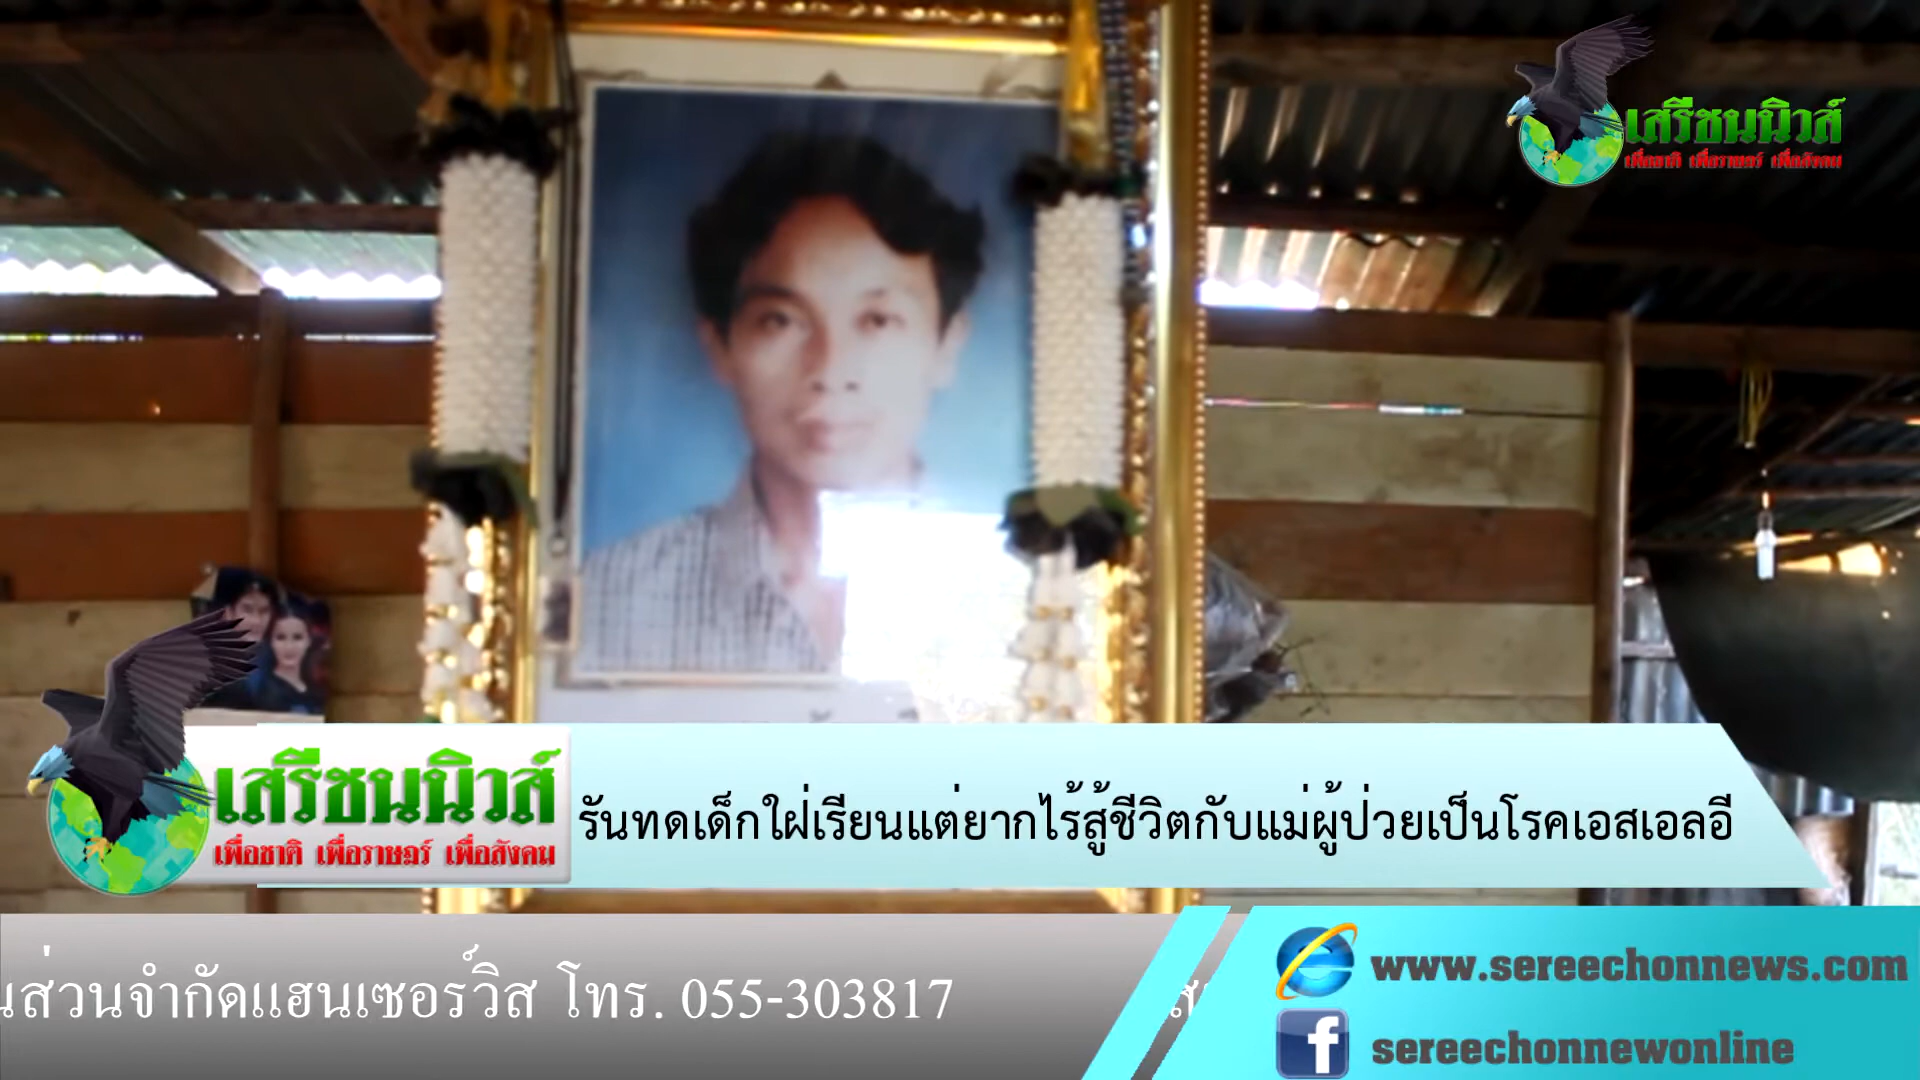 เสรีชนนิวส์
เพื่อชาติ เพื่อราษฎร์ เพื่อสังคม
เสรีชนนิวส์
เพื่อชาติ เพื่อราษฎร์ เพื่อสังคม
รันทดเด็กใฝ่เรียนแต่ยากไร้สู้ชีวิตกับแม่ผู้ป่วยเป็นโรคเอสเอลอี
นส่วนจำกัดแฮนเซอร์วิส โทร. 055-303817
www.sereechonnews.com
sereechonnewonline